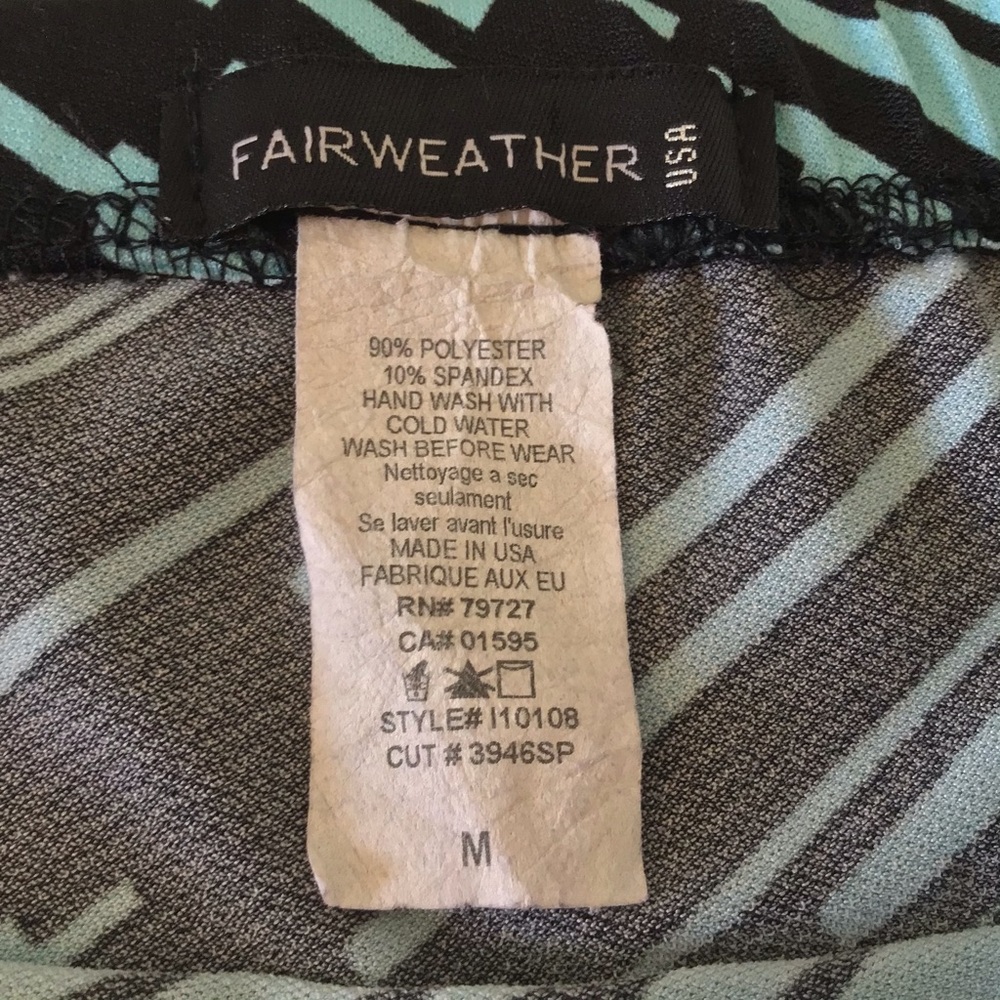 FAIRWEATHER USA
90% POLYESTER
10% SPANDEX
HAND WASH WITH
COLD WATER
WASH BEFORE WEAR
Nettoyage a sec
seulament
Se laver avant l'usure
MADE IN USA
FABRIQUE AUX EU
RN# 79727
CA# 01595
STYLE# I10108
CUT # 3946SP
M